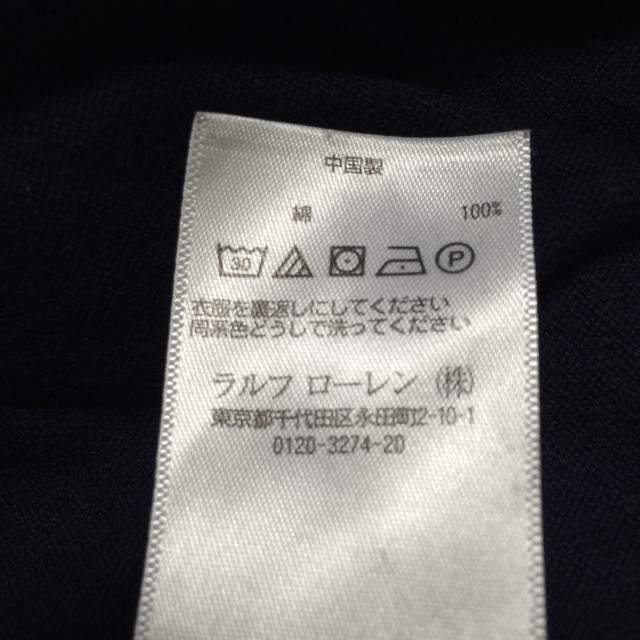 中国製
綿 100%
30 P
衣服を裏返しにしてください
同系色どうしで洗ってください
ラルフ ローレン (株)
東京都千代田区永田町2-10-1
0120-3274-20